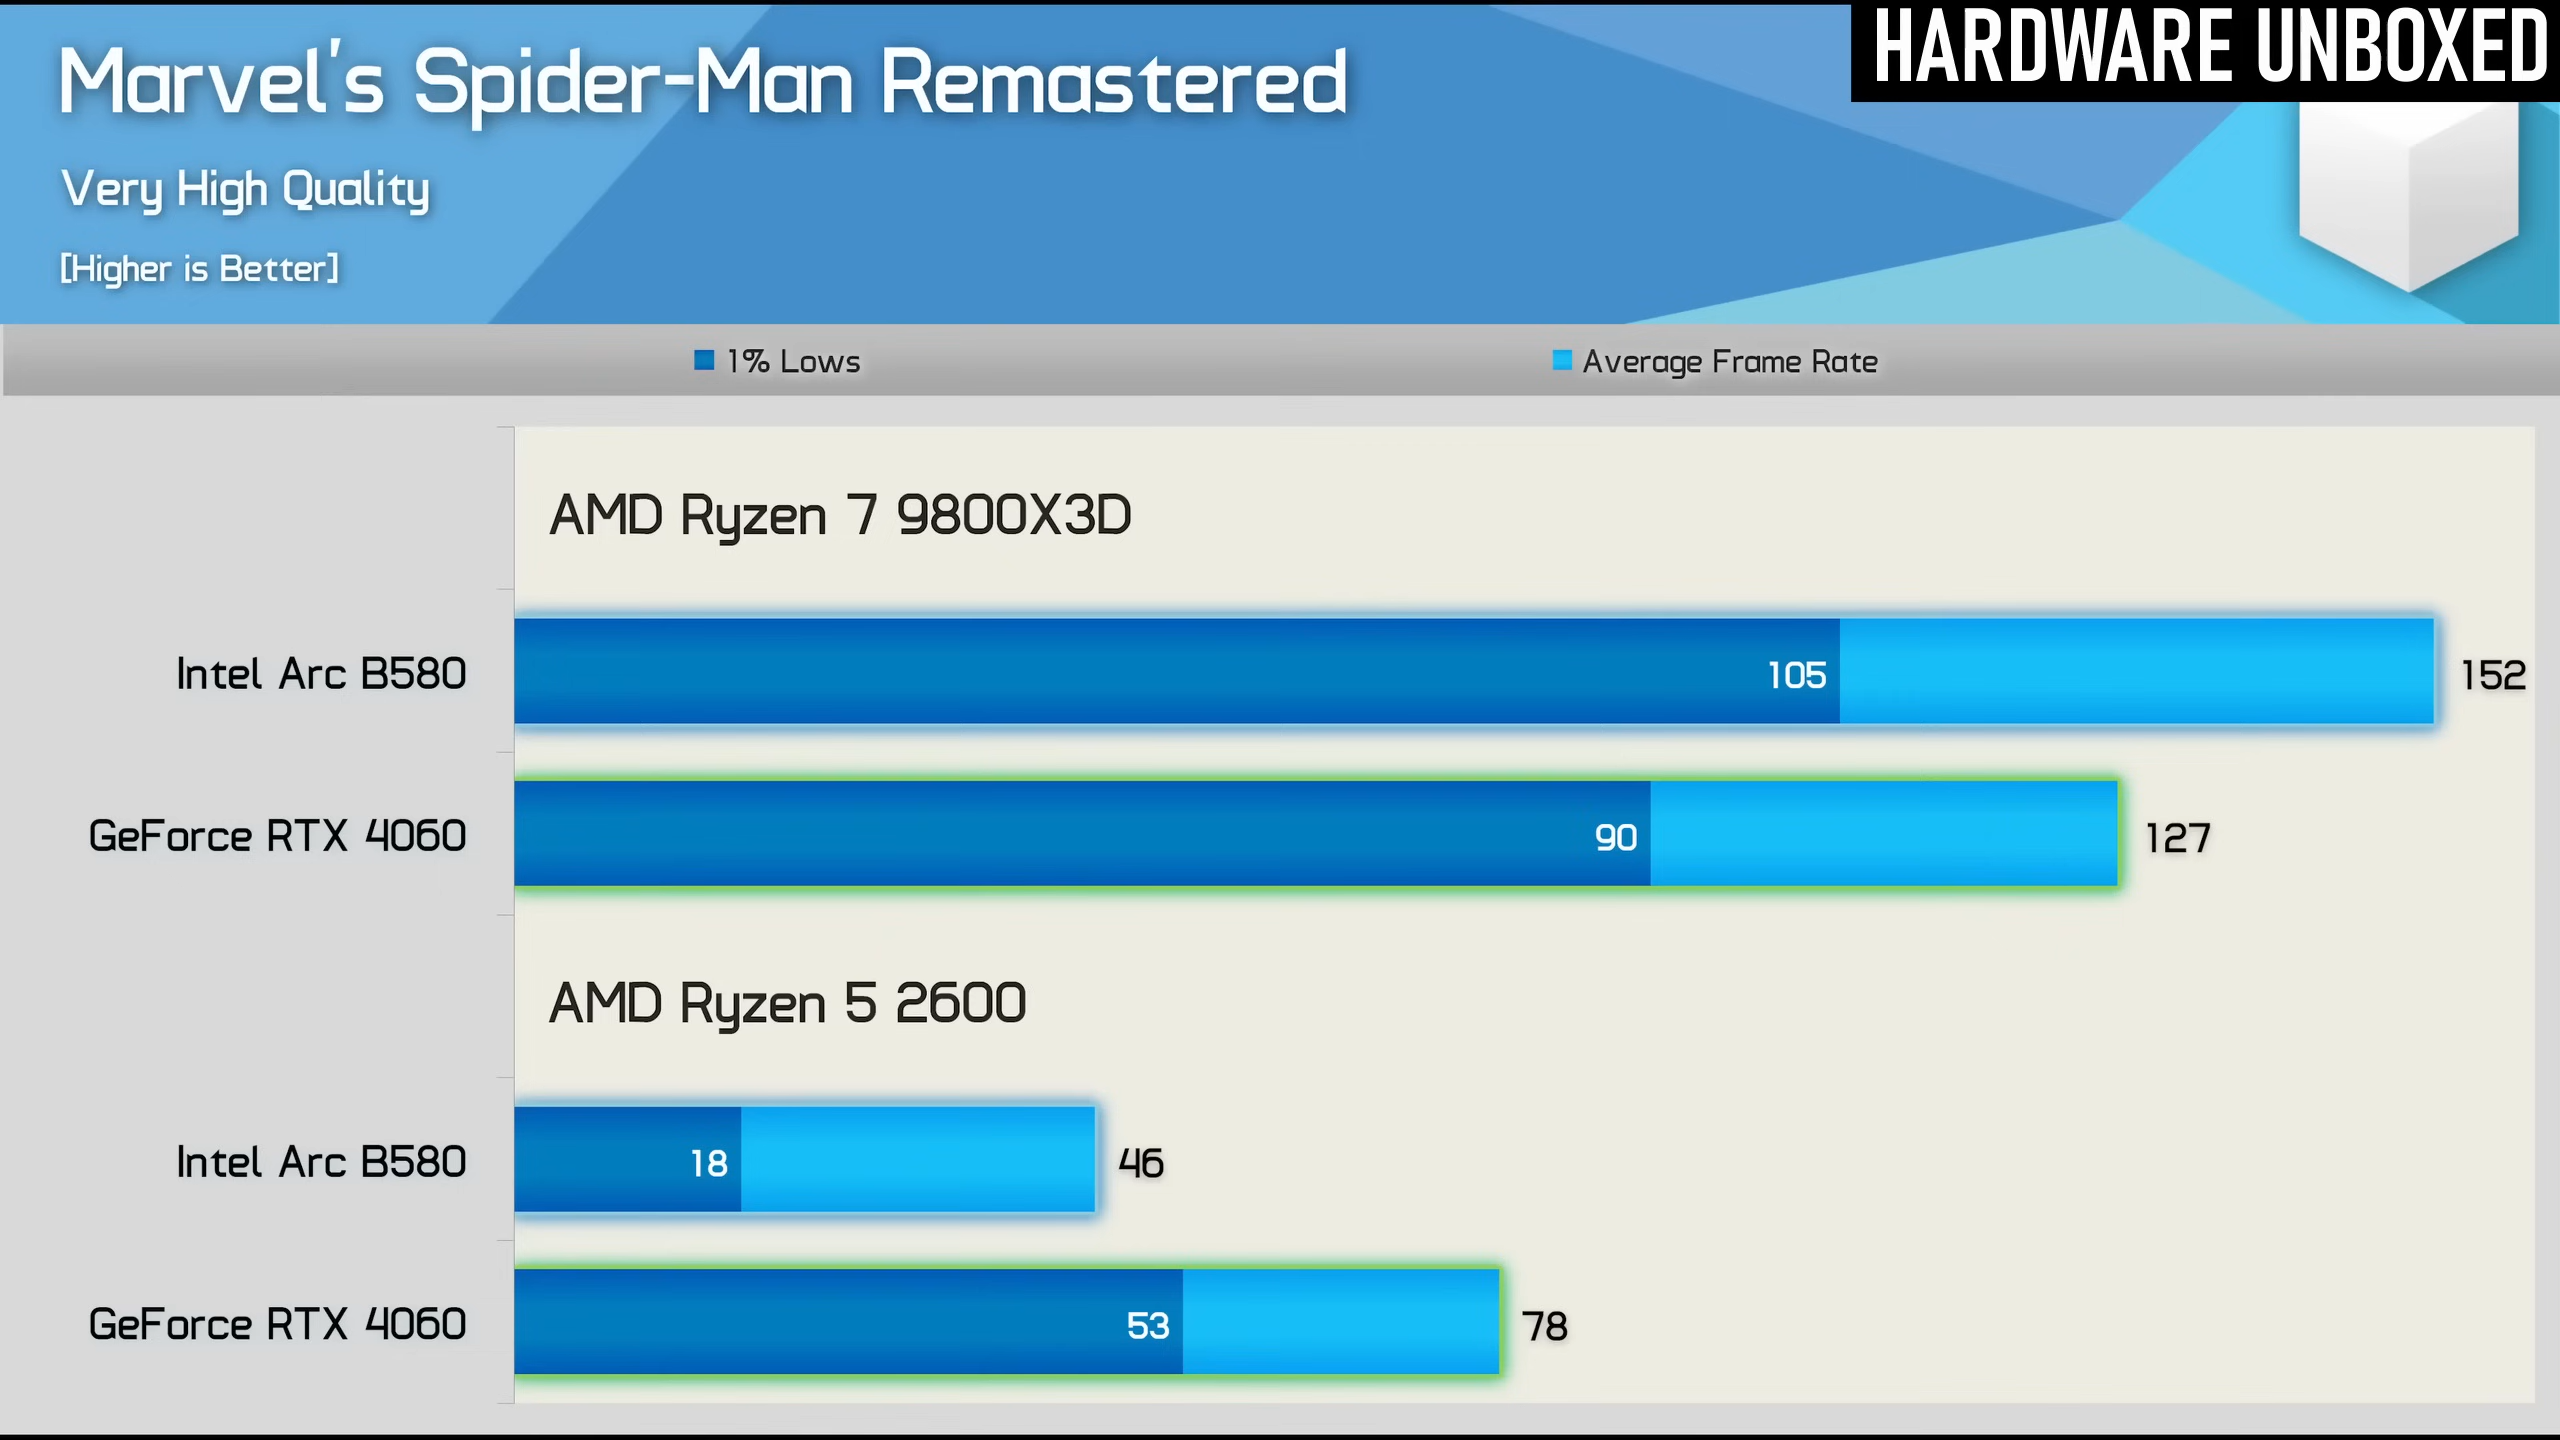 HARDWARE UNBOXED
Marvel's Spider-Man Remastered
Very High Quality
[Higher is Better]
1% Lows
Average Frame Rate
AMD Ryzen 7 9800X3D
Intel Arc B580 105 152
GeForce RTX 4060 90 127
AMD Ryzen 5 2600
Intel Arc B580 18 46
GeForce RTX 4060 53 78